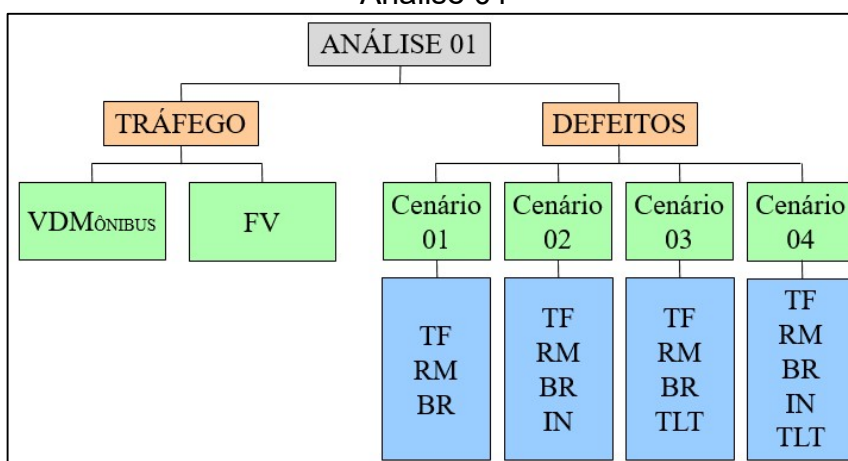 Análise 01
ANÁLISE 01
TRÁFEGO
DEFEITOS
VDMÔNIBUS
FV
Cenário
01
Cenário
02
Cenário
03
Cenário
04
TF
RM
BR
TF
RM
BR
IN
TF
RM
BR
TLT
TF
RM
BR
IN
TLT